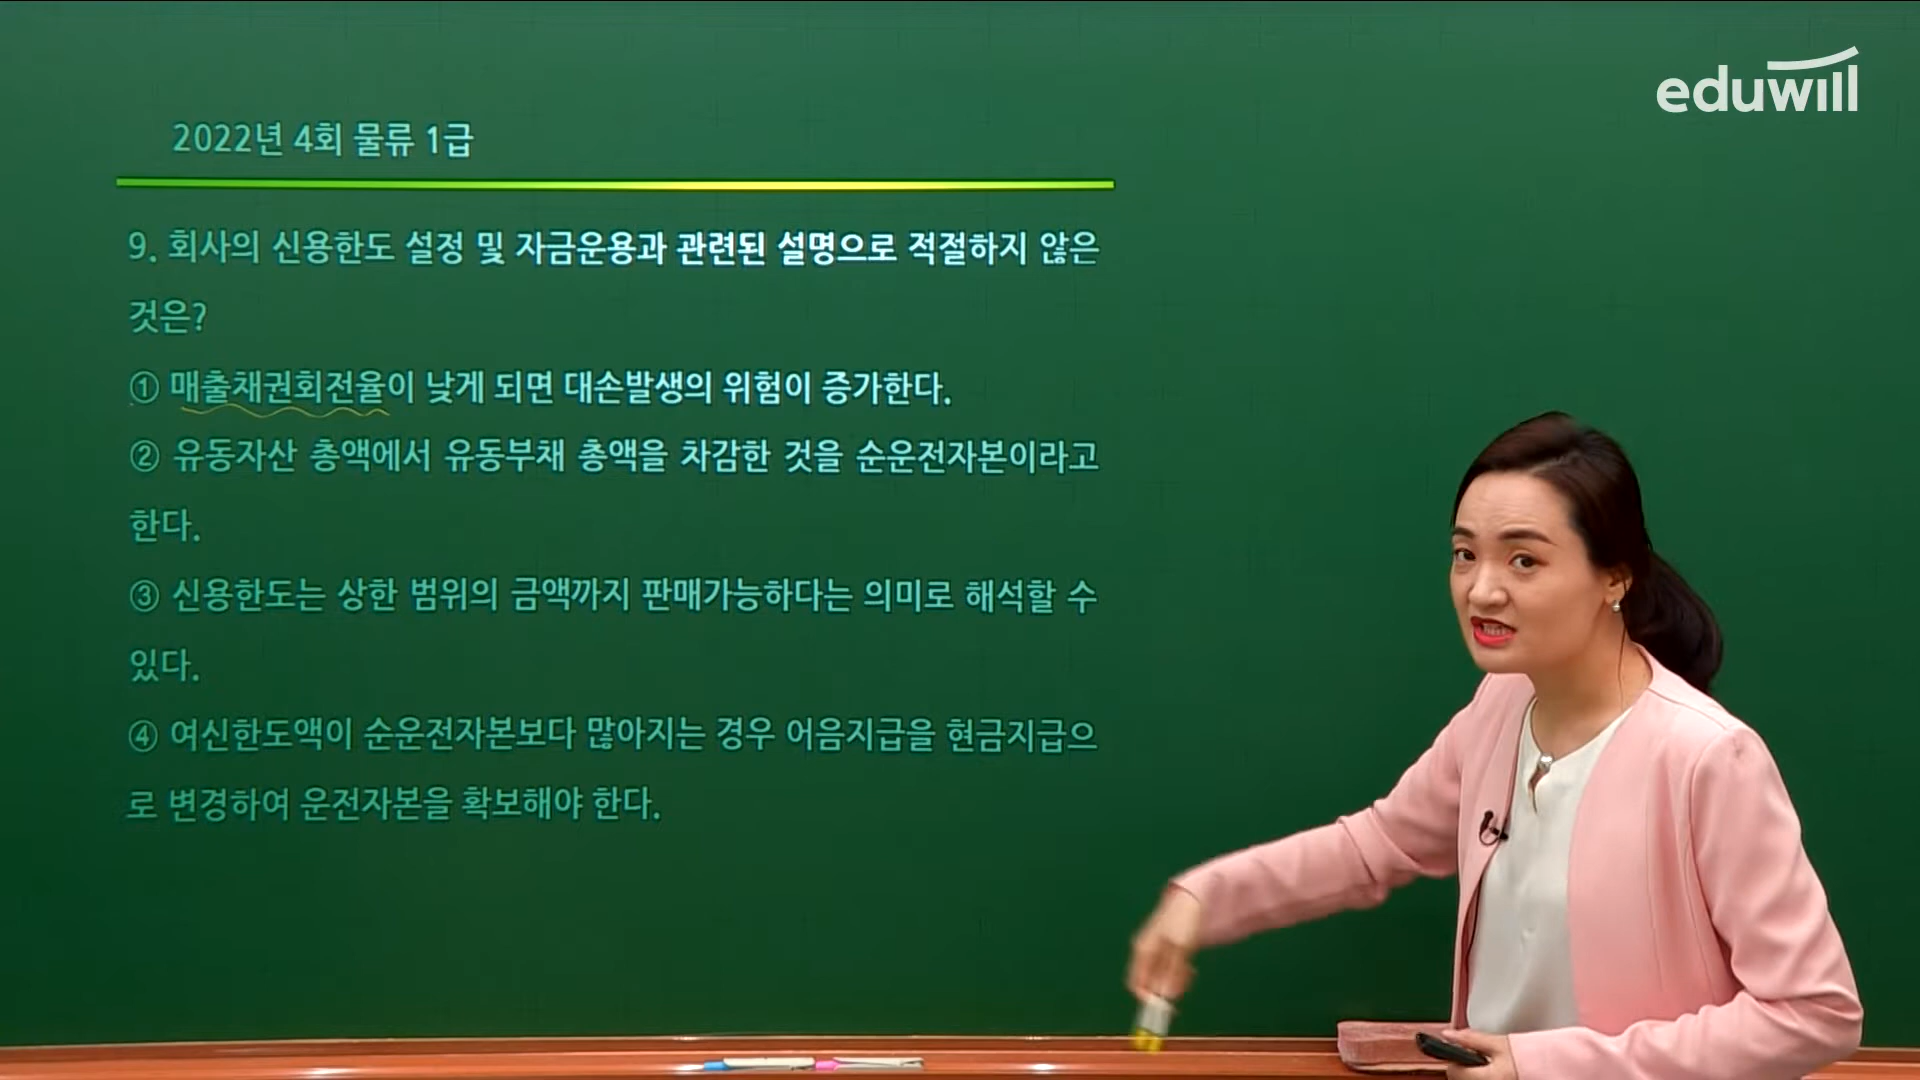 eduwill
2022년 4회 물류 1급
9. 회사의 신용한도 설정 및 자금운용과 관련된 설명으로 적절하지 않은
것은?
① 매출채권회전율이 낮게 되면 대손발생의 위험이 증가한다.
② 유동자산 총액에서 유동부채 총액을 차감한 것을 순운전자본이라고
한다.
③ 신용한도는 상한 범위의 금액까지 판매가능하다는 의미로 해석할 수
있다.
④ 여신한도액이 순운전자본보다 많아지는 경우 어음지급을 현금지급으
로 변경하여 운전자본을 확보해야 한다.